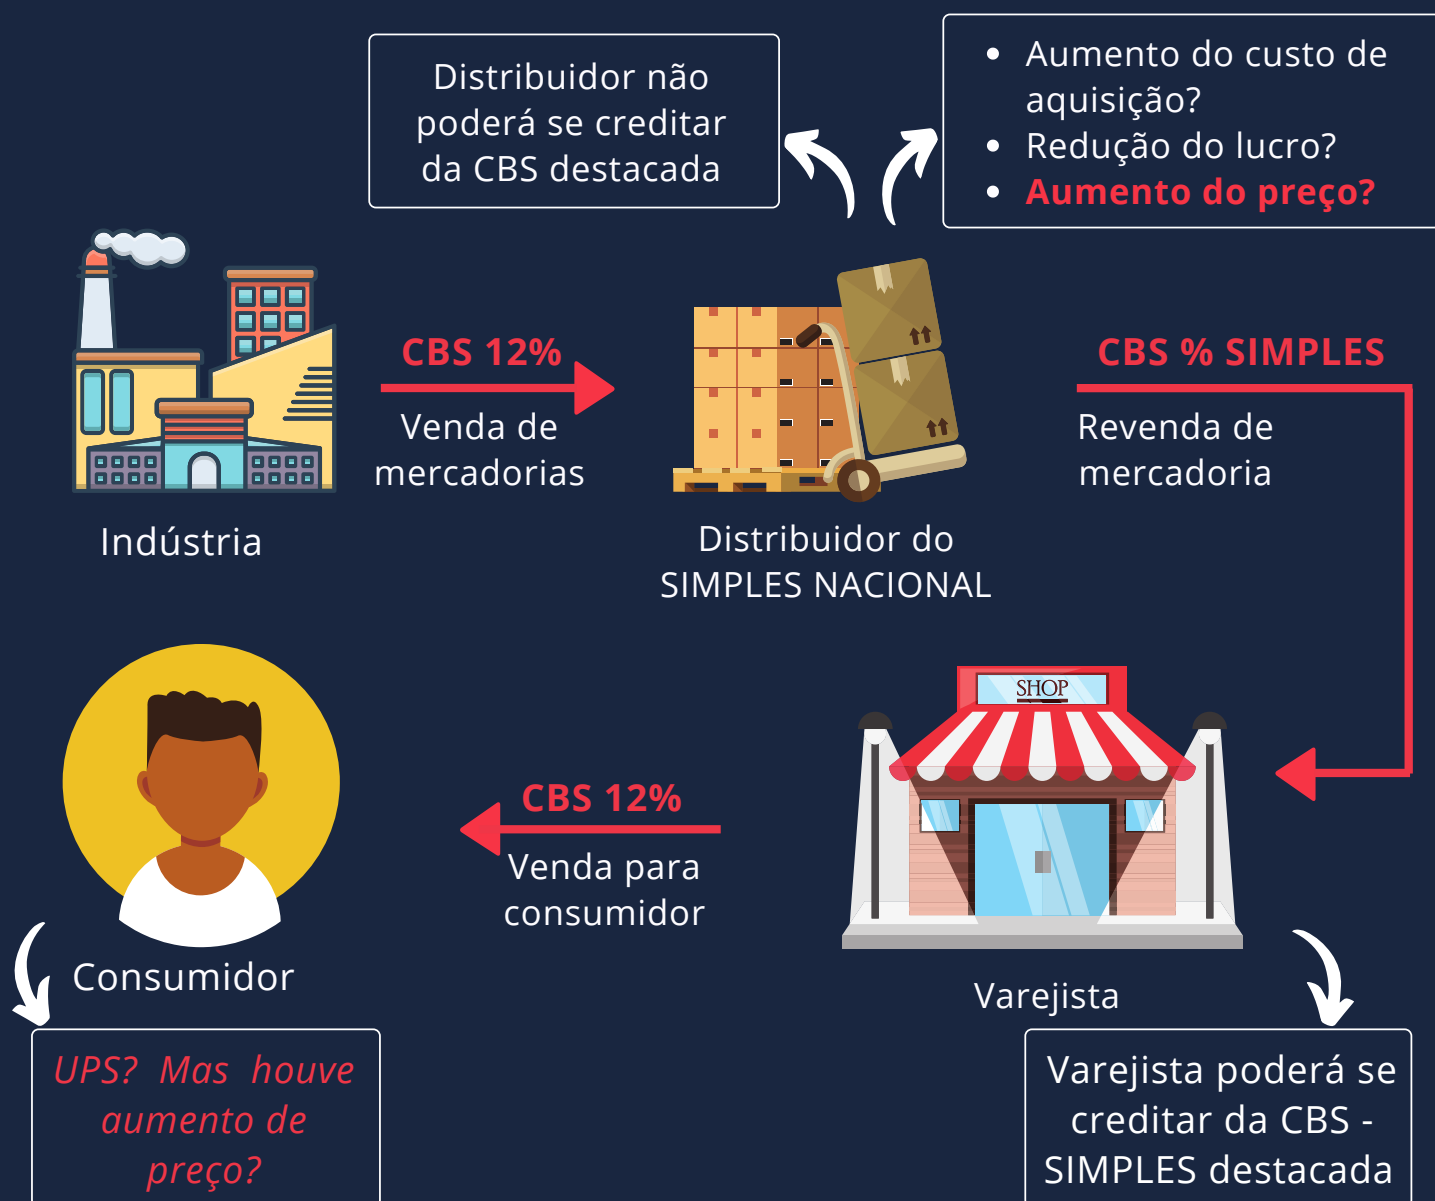 Distribuidor não
poderá se creditar
da CBS destacada
• Aumento do custo de
aquisição?
• Redução do lucro?
• Aumento do preço?
CBS 12%
Venda de
mercadorias
CBS % SIMPLES
Revenda de
mercadoria
Indústria
Distribuidor do
SIMPLES NACIONAL
SHOP
CBS 12%
Venda para
consumidor
Consumidor
Varejista
UPS? Mas houve
aumento de
preço?
Varejista poderá se
creditar da CBS -
SIMPLES destacada